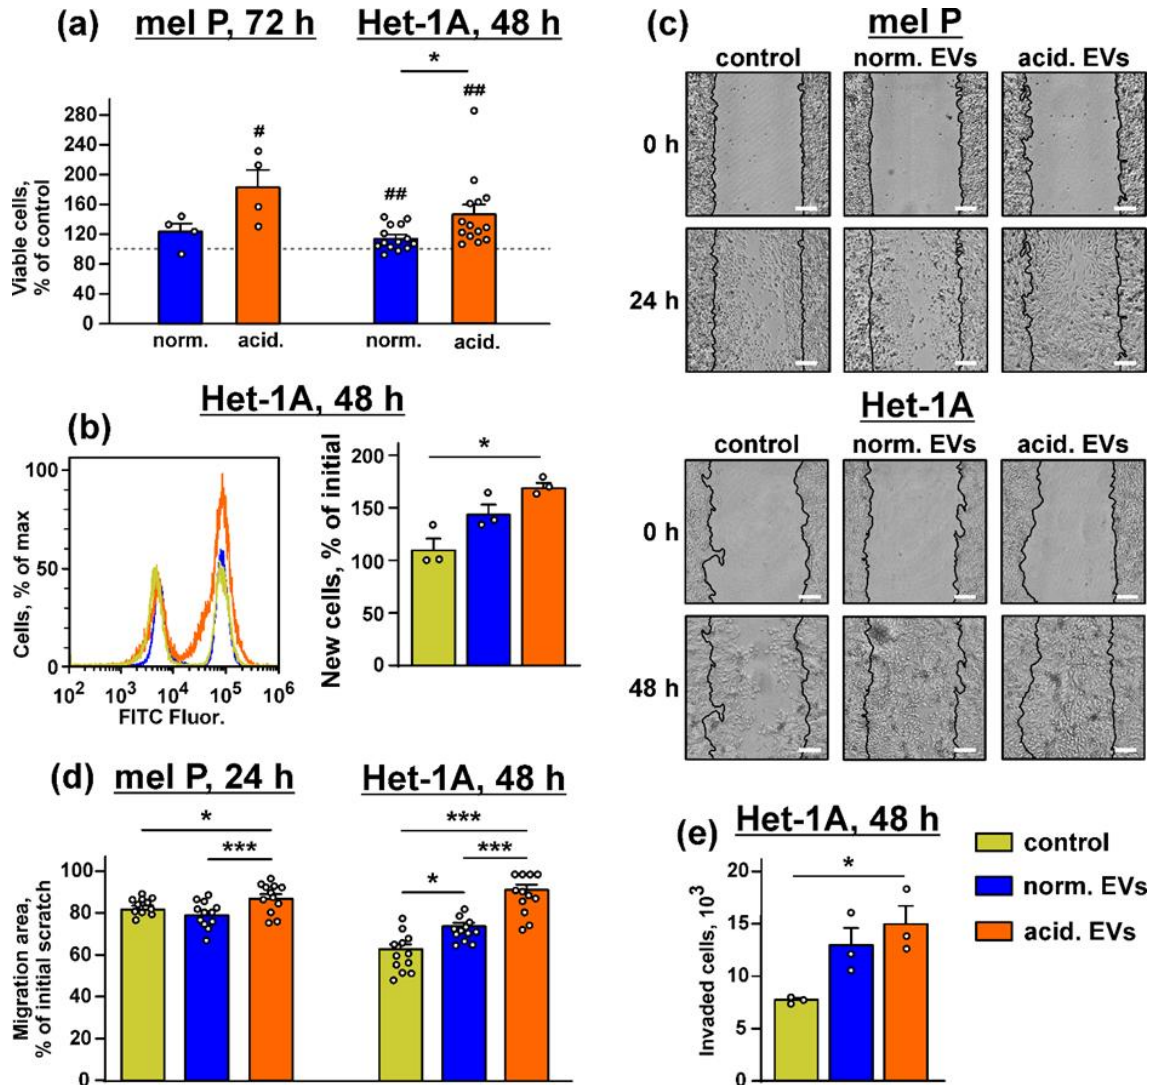 (a) mel P, 72 h Het-1A, 48 h
*
# ## ##
Viable cells,
% of control
280
240
200
160
120
80
40
0
norm. acid. norm. acid.
(b) Het-1A, 48 h
Cells, % of max
100
50
0
10² 10³ 10⁴ 10⁵ 10⁶
FITC Fluor.
New cells, % of initial
*
200
150
100
50
0
(c) mel P
control norm. EVs acid. EVs
0 h
24 h
Het-1A
control norm. EVs acid. EVs
0 h
48 h
(d) mel P, 24 h Het-1A, 48 h
* ***
*** * ***
Migration area,
% of initial scratch
100
80
60
40
20
0
(e) Het-1A, 48 h
*
Invaded cells, 10³
20
15
10
5
0
control
norm. EVs
acid. EVs